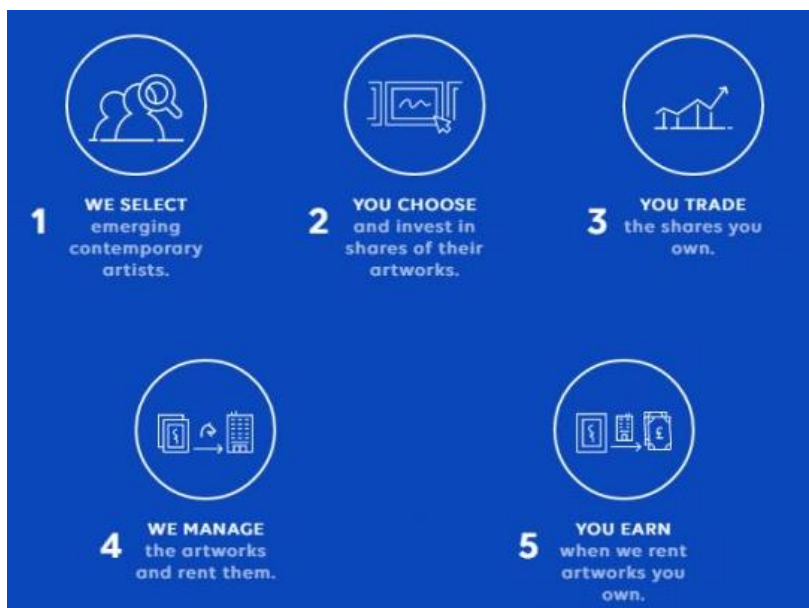 1
WE SELECT
emerging
contemporary
artists.
2
YOU CHOOSE
and invest in
shares of their
artworks.
3
YOU TRADE
the shares you
own.
4
WE MANAGE
the artworks
and rent them.
£
5
YOU EARN
when we rent
artworks you
own.